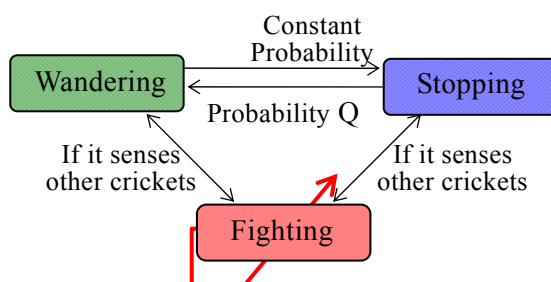 Constant
Probability
Wandering
Stopping
Probability Q
If it senses
other crickets
If it senses
other crickets
Fighting